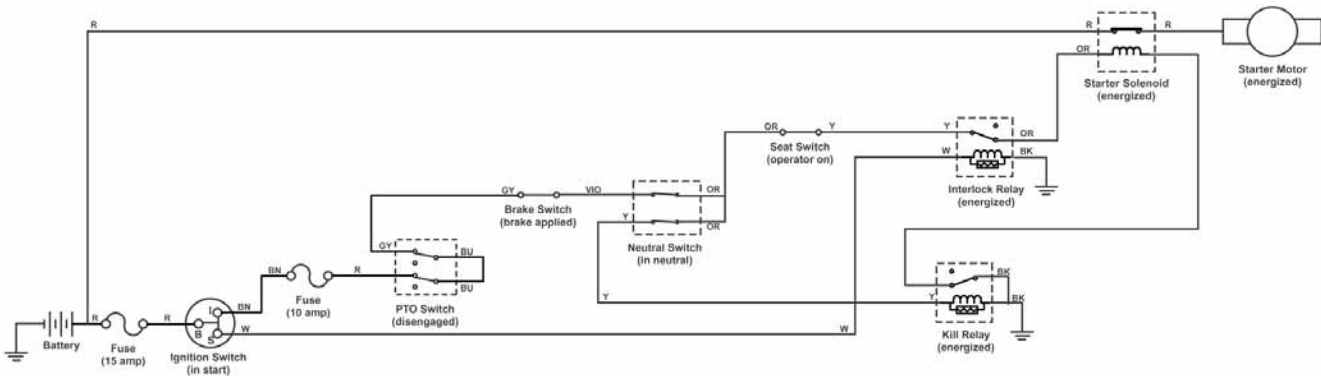 R
R
R
OR
Starter Motor
(energized)
Starter Solenoid
(energized)
OR
Y
Seat Switch
(operator on)
Y
OR
W
BK
Interlock Relay
(energized)
GY
VIO
Brake Switch
(brake applied)
OR
Y
OR
Neutral Switch
(in neutral)
GY
BU
BU
PTO Switch
(disengaged)
BN
R
Fuse
(10 amp)
BK
Y
BK
Kill Relay
(energized)
Y
R
R
Battery
Fuse
(15 amp)
I
B
S
BN
W
W
Ignition Switch
(in start)